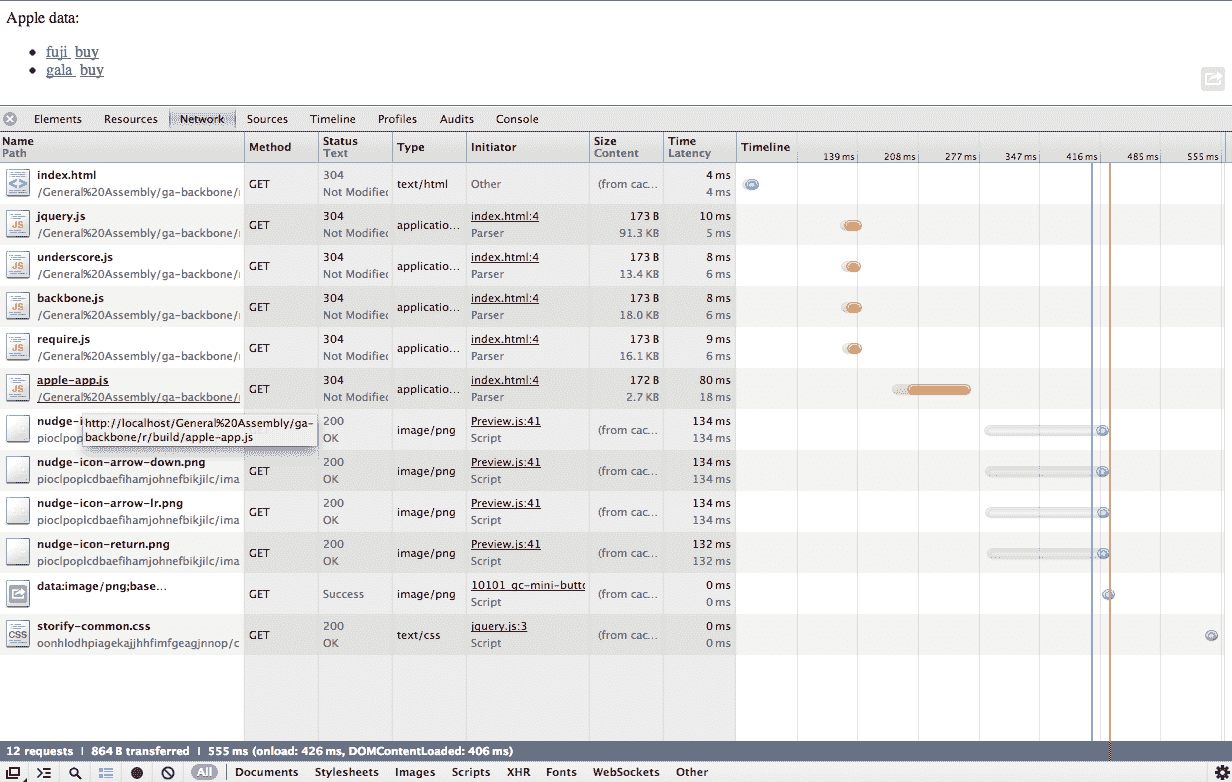 Apple data:
fuji buy
gala buy
Elements Resources Network Sources Timeline Profiles Audits Console
Name Path Method Status Text Type Initiator Size Content Time Latency Timeline 139 ms 208 ms 277 ms 347 ms 416 ms 485 ms 555 ms
index.html 304 4 ms
GET text/html Other (from cac...
/General%20Assembly/ga-backbone/ Not Modified 4 ms
jquery.js 304 index.html:4 173 B 10 ms
GET applicatio...
/General%20Assembly/ga-backbone/ Not Modified Parser 91.3 KB 5 ms
underscore.js 304 index.html:4 173 B 8 ms
GET applicatio...
/General%20Assembly/ga-backbone/ Not Modified Parser 13.4 KB 6 ms
backbone.js 304 index.html:4 173 B 8 ms
GET applicatio...
/General%20Assembly/ga-backbone/ Not Modified Parser 18.0 KB 6 ms
require.js 304 index.html:4 173 B 9 ms
GET applicatio...
/General%20Assembly/ga-backbone/ Not Modified Parser 16.1 KB 6 ms
apple-app.js 304 index.html:4 172 B 80 ms
GET applicatio...
/General%20Assembly/ga-backbone/ Not Modified Parser 2.7 KB 18 ms
200 Preview.js:41 134 ms
http://localhost/General%20Assembly/ga-
backbone/r/build/apple-app.js
image/png (from cac...
OK Script 134 ms
nudge-icon-arrow-down.png 200 Preview.js:41 134 ms
GET image/png (from cac...
pioclpoplcdbaefihamjohnefbikjilc/ima OK Script 134 ms
nudge-icon-arrow-lr.png 200 Preview.js:41 134 ms
GET image/png (from cac...
pioclpoplcdbaefihamjohnefbikjilc/ima OK Script 134 ms
nudge-icon-return.png 200 Preview.js:41 132 ms
GET image/png (from cac...
pioclpoplcdbaefihamjohnefbikjilc/ima OK Script 132 ms
data:image/png;base... 0 ms
GET Success image/png (from cac...
Script 0 ms
storify-common.css 200 jquery.js:3 0 ms
GET text/css (from cac...
oonhlodhpiagekajjhhfimfgeagjnnop/c OK Script 0 ms
12 requests | 864 B transferred | 555 ms (onload: 426 ms, DOMContentLoaded: 406 ms)
All Documents Stylesheets Images Scripts XHR Fonts WebSockets Other